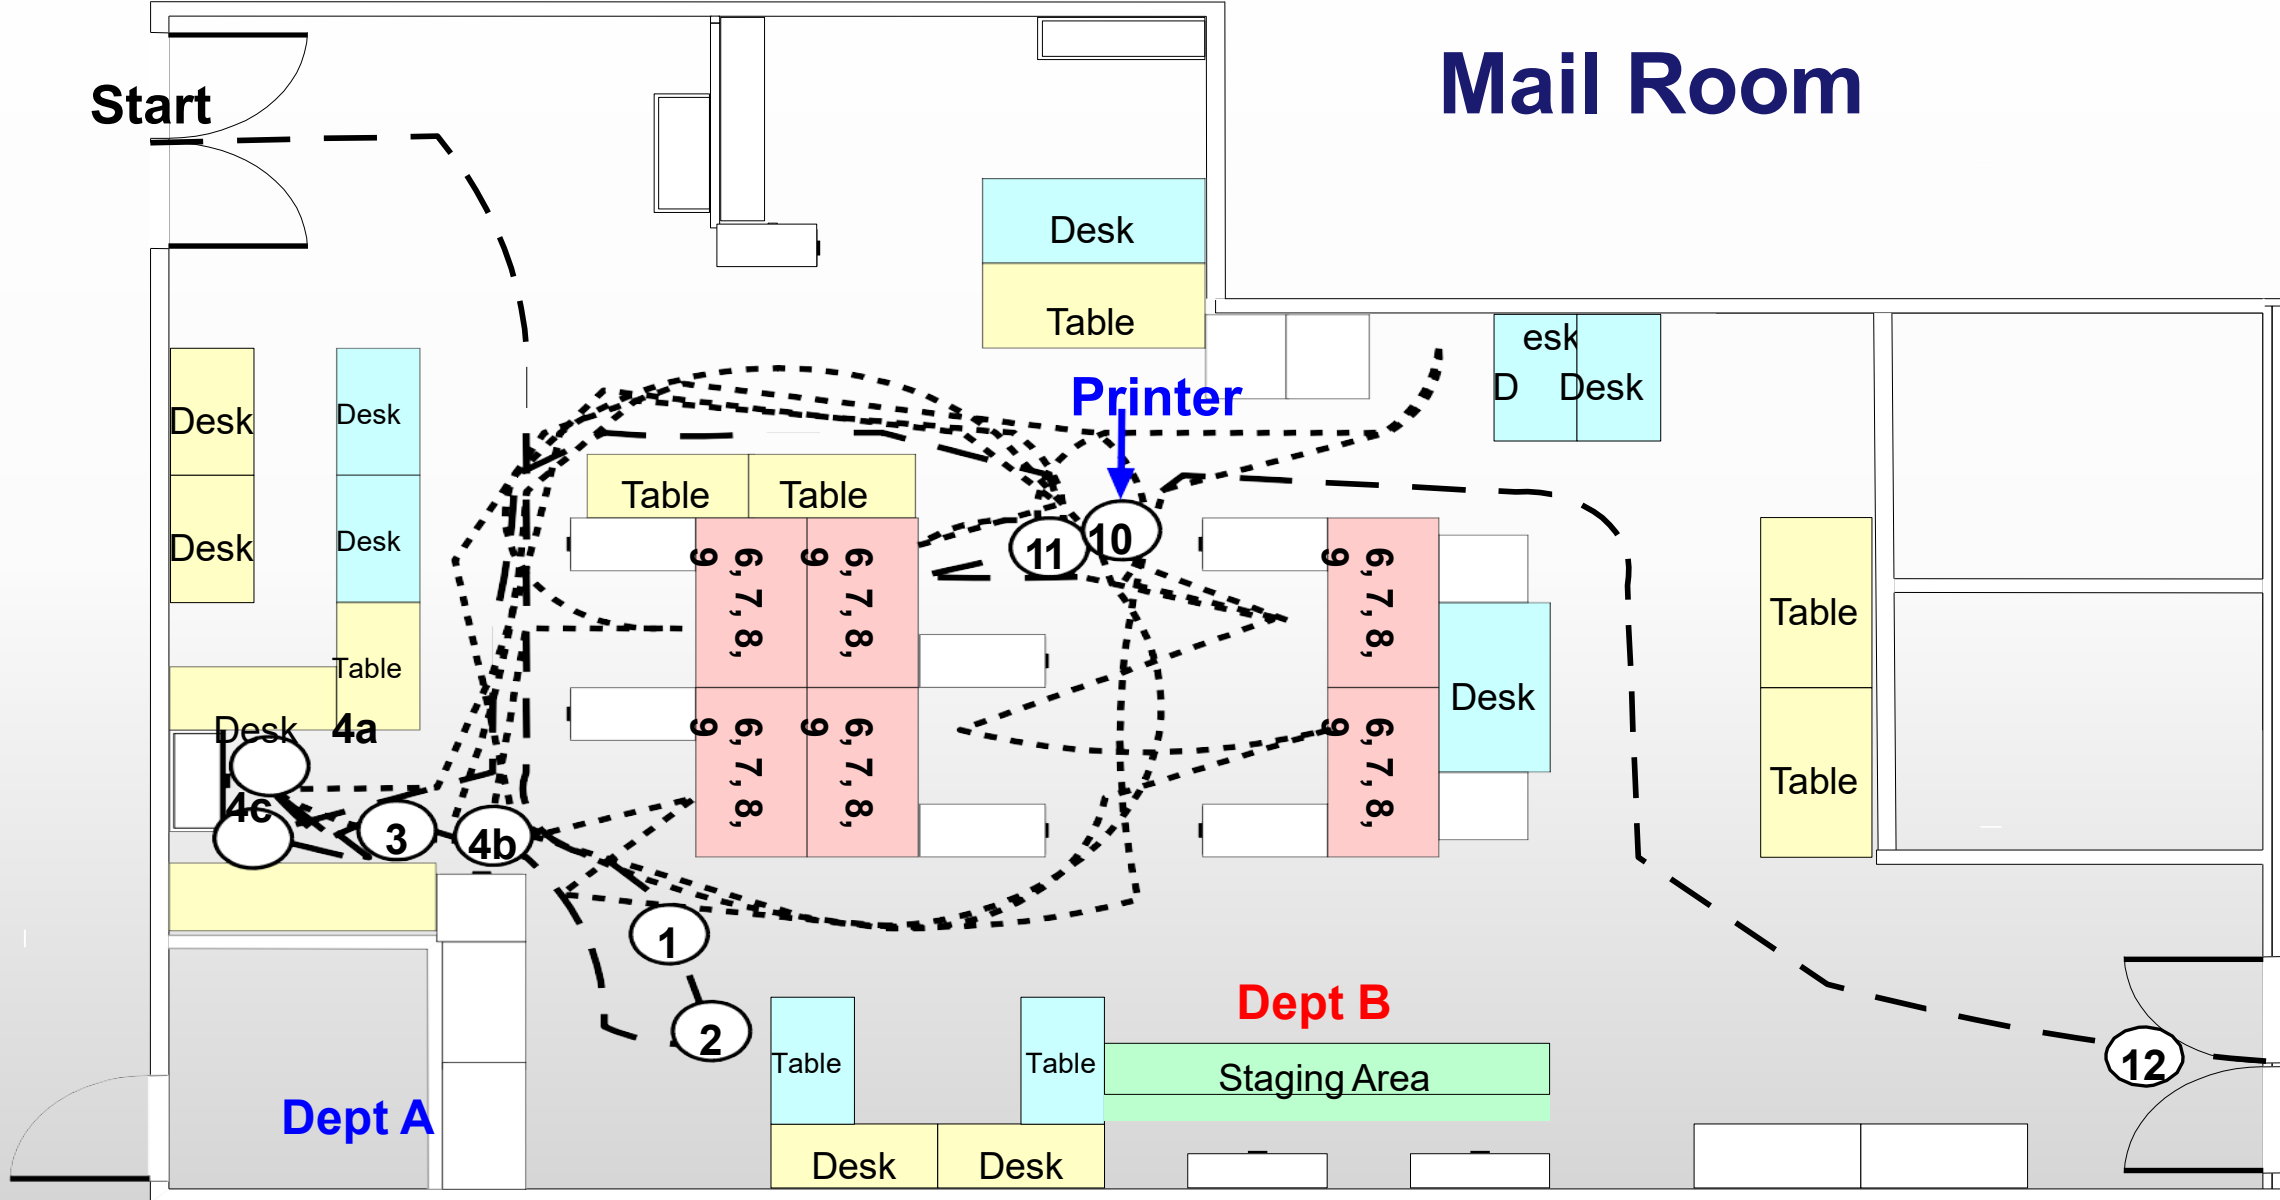 Mail Room
Start
Desk
Table
esk
D
Desk
Printer
Desk
Desk
Desk
Desk
Table
Desk
4a
4c
3
4b
Table
Table
6,7,8,
9
6,7,8,
9
6,7,8,
9
6,7,8,
9
11
10
6,7,8,
9
6,7,8,
9
Desk
Table
Table
1
2
Dept B
Table
Table
Staging Area
12
Dept A
Desk
Desk